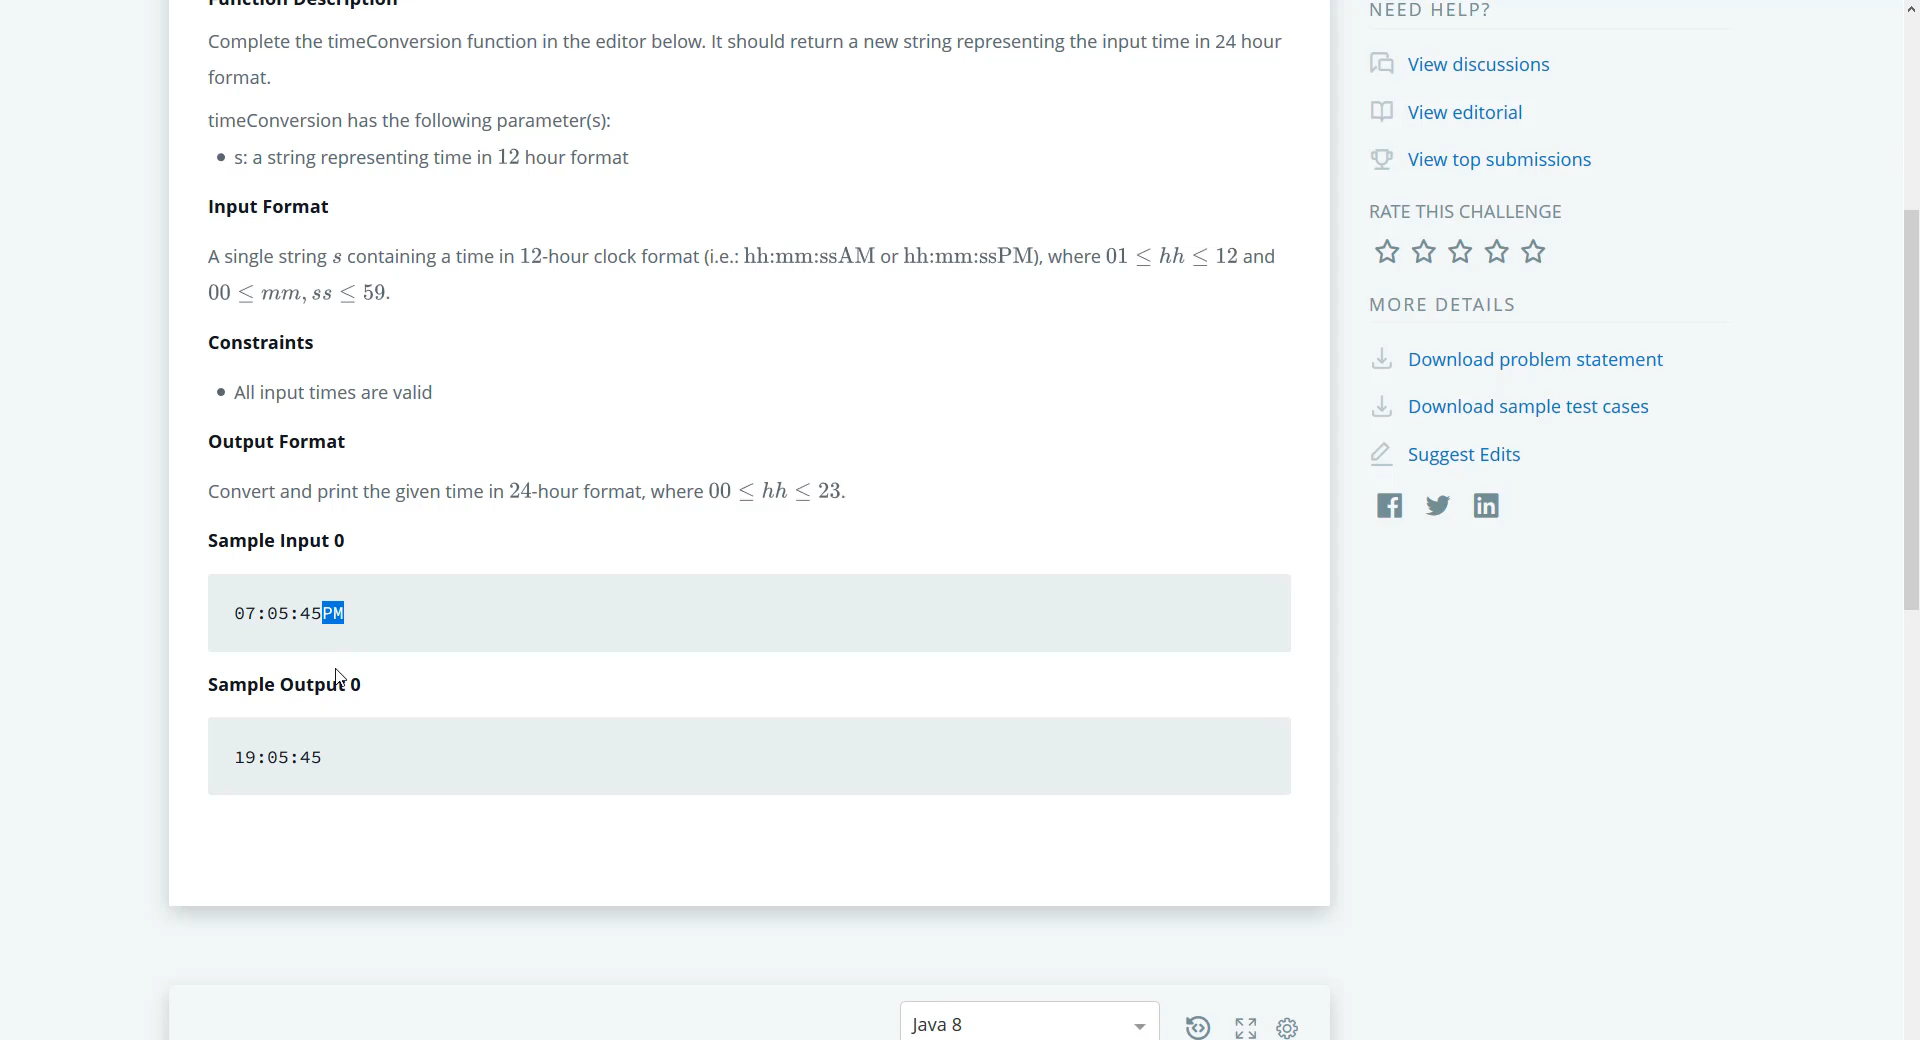 Function Description
Complete the timeConversion function in the editor below. It should return a new string representing the input time in 24 hour
format.
timeConversion has the following parameter(s):
s: a string representing time in 12 hour format
Input Format
A single string s containing a time in 12-hour clock format (i.e.: hh:mm:ssAM or hh:mm:ssPM), where 01 ≤ hh ≤ 12 and
00 ≤ mm, ss ≤ 59.
Constraints
All input times are valid
Output Format
Convert and print the given time in 24-hour format, where 00 ≤ hh ≤ 23.
Sample Input 0
07:05:45PM
Sample Output 0
19:05:45
Java 8
NEED HELP?
View discussions
View editorial
View top submissions
RATE THIS CHALLENGE
MORE DETAILS
Download problem statement
Download sample test cases
Suggest Edits